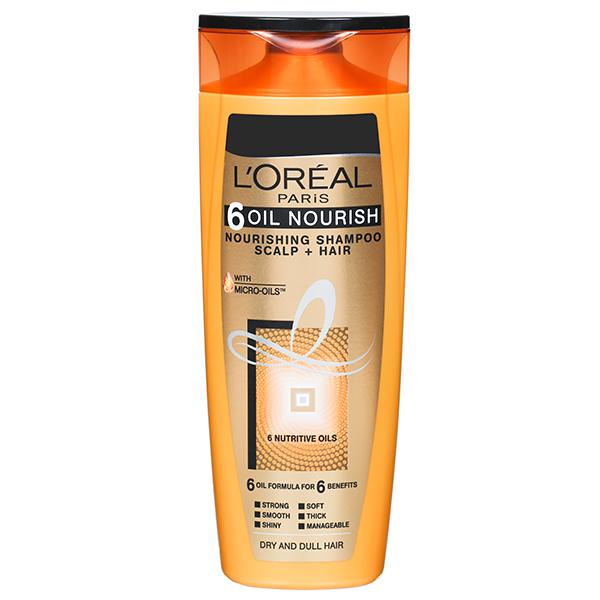 L'ORÉAL
PARIS
6 OIL NOURISH
NOURISHING SHAMPOO
SCALP + HAIR
WITH
MICRO-OILS™
6 NUTRITIVE OILS
6 OIL FORMULA FOR 6 BENEFITS
STRONG SOFT
SMOOTH THICK
SHINY MANAGEABLE
DRY AND DULL HAIR